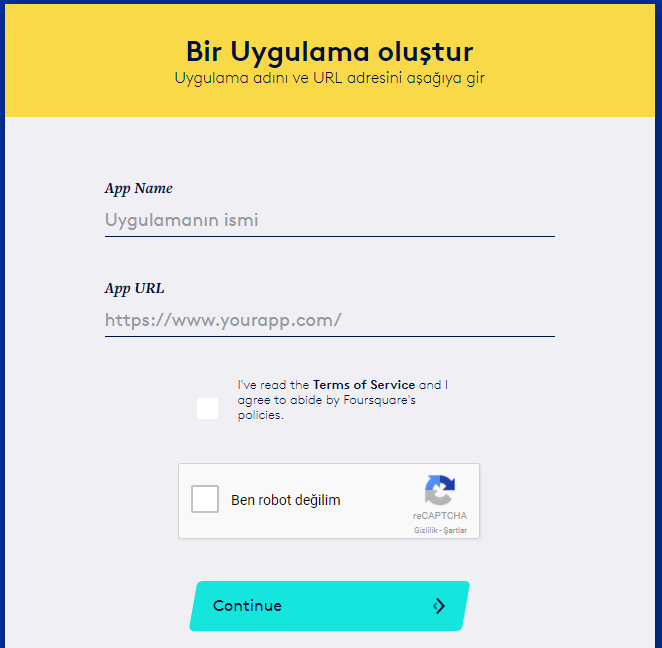 Bir Uygulama oluştur
Uygulama adını ve URL adresini aşağıya gir
App Name
Uygulamanın ismi
App URL
https://www.yourapp.com/
I've read the Terms of Service and I
agree to abide by Foursquare's
policies.
Ben robot değilim
reCAPTCHA
Gizlilik - Şartlar
Continue